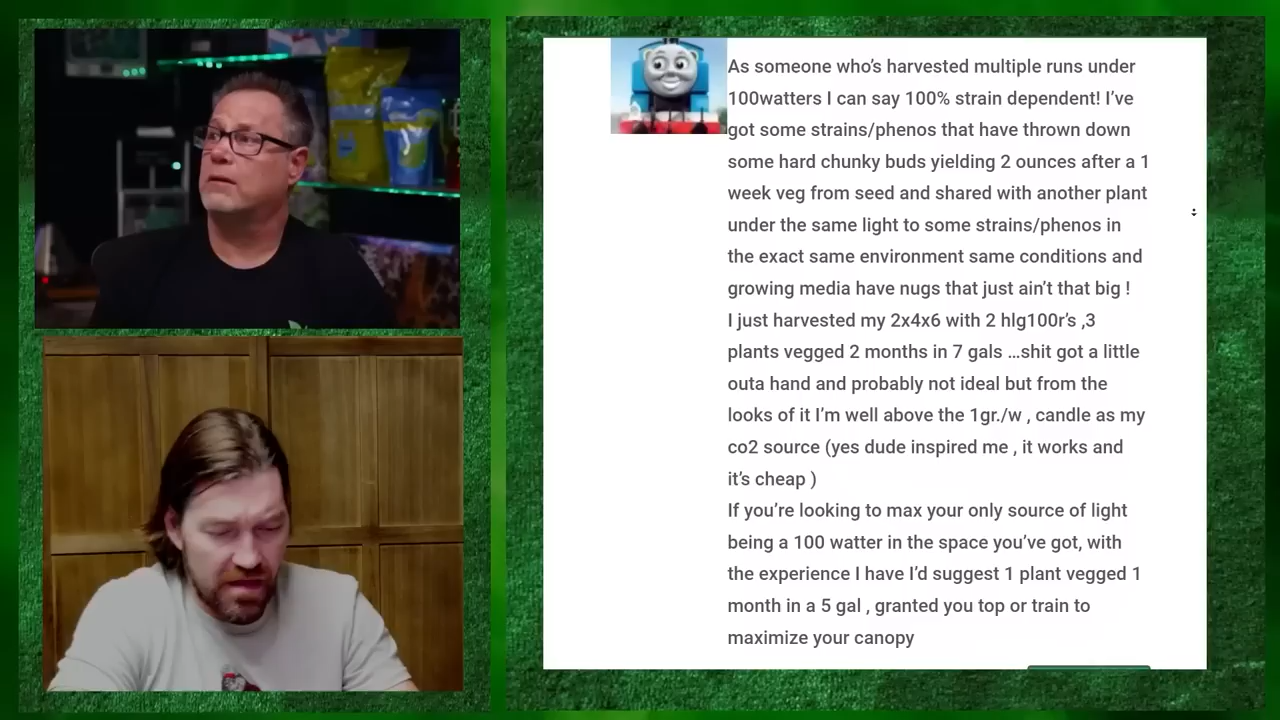 As someone who's harvested multiple runs under
100watters I can say 100% strain dependent! I've
got some strains/phenos that have thrown down
some hard chunky buds yielding 2 ounces after a 1
week veg from seed and shared with another plant
under the same light to some strains/phenos in
the exact same environment same conditions and
growing media have nugs that just ain't that big !
I just harvested my 2x4x6 with 2 hlg100r's ,3
plants vegged 2 months in 7 gals …shit got a little
outa hand and probably not ideal but from the
looks of it I'm well above the 1gr./w , candle as my
co2 source (yes dude inspired me , it works and
it's cheap )
If you're looking to max your only source of light
being a 100 watter in the space you've got, with
the experience I have I'd suggest 1 plant vegged 1
month in a 5 gal , granted you top or train to
maximize your canopy